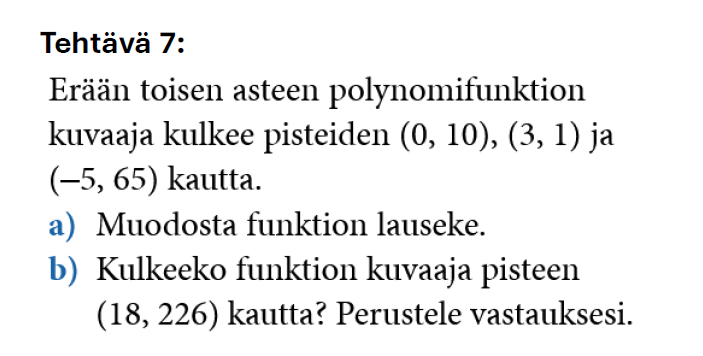 Tehtävä 7:
Erään toisen asteen polynomifunktion
kuvaaja kulkee pisteiden (0, 10), (3, 1) ja
(−5, 65) kautta.
a) Muodosta funktion lauseke.
b) Kulkeeko funktion kuvaaja pisteen
(18, 226) kautta? Perustele vastauksesi.